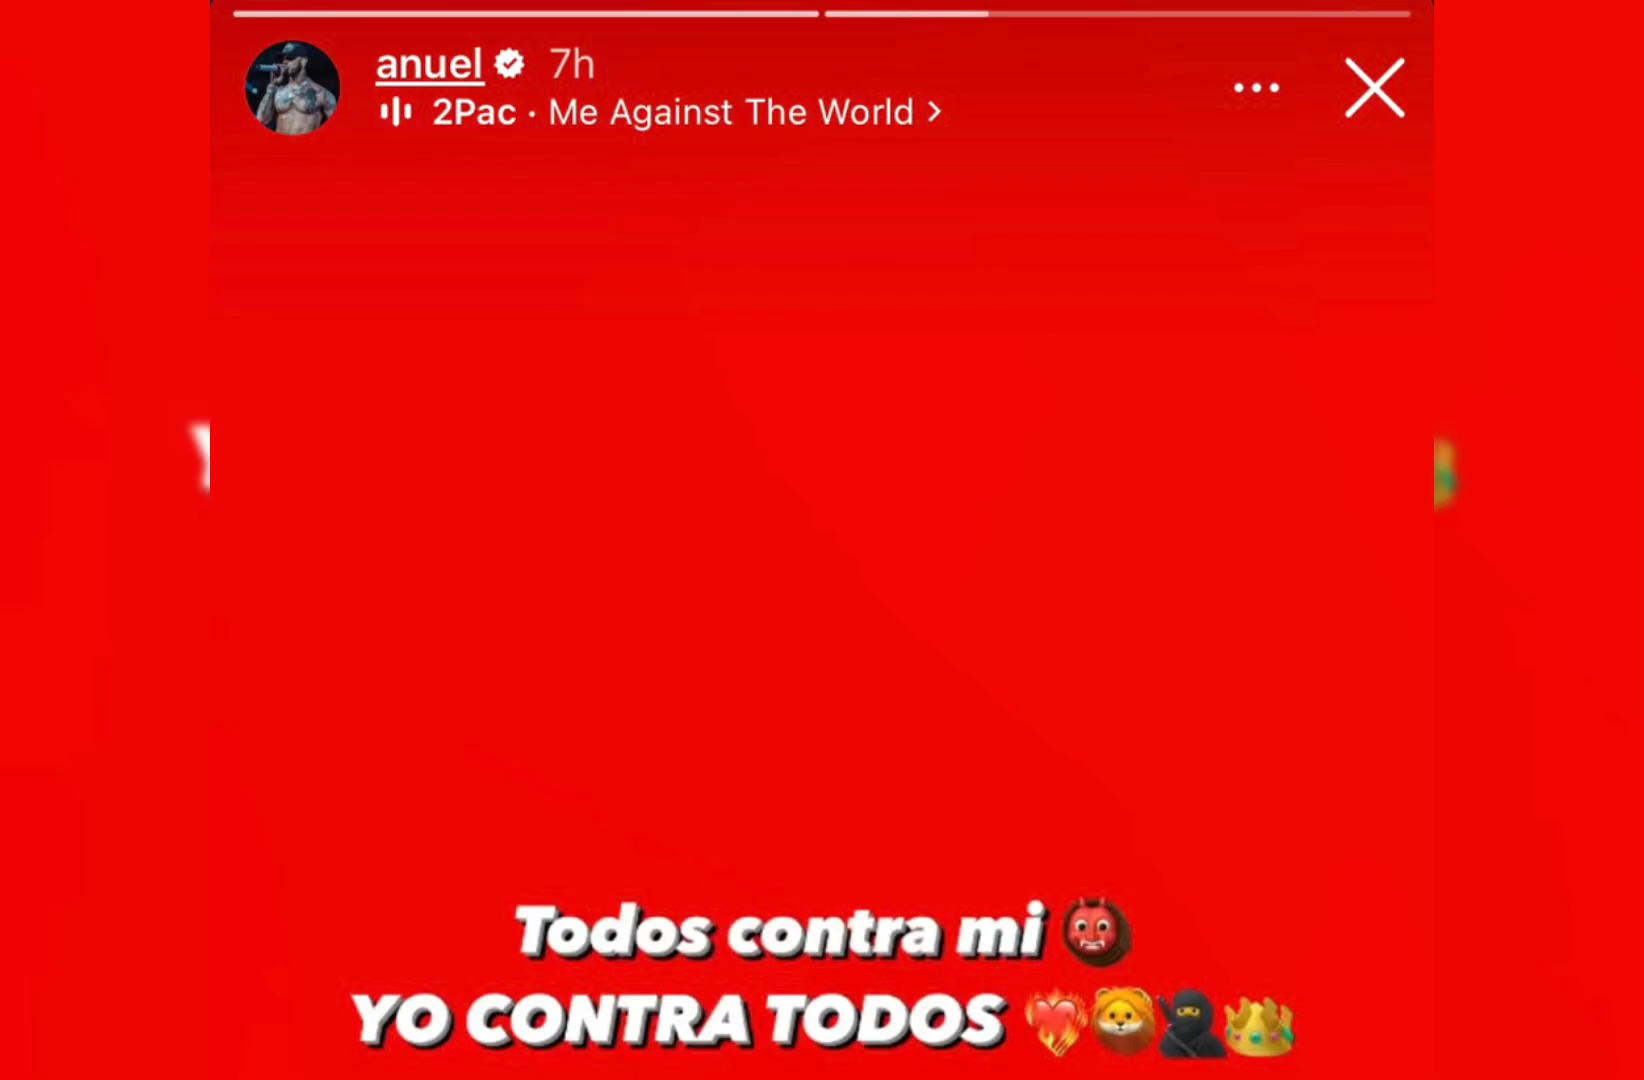 anuel 7h
2Pac · Me Against The World >
Todos contra mi 👹
YO CONTRA TODOS ❤️‍🔥🦁🥷🏿👑